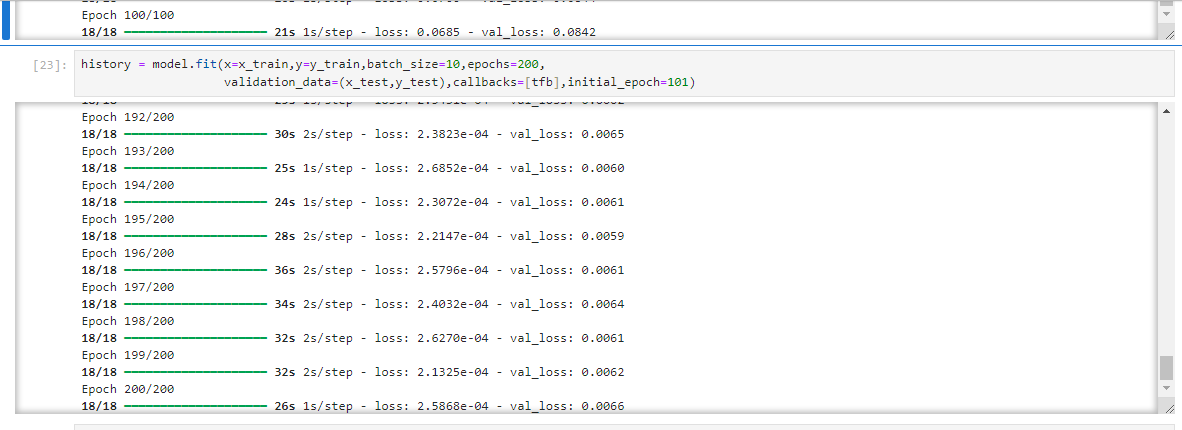 Epoch 100/100
18/18 21s 1s/step - loss: 0.0685 - val_loss: 0.0842
[23]: history = model.fit(x=x_train,y=y_train,batch_size=10,epochs=200,
validation_data=(x_test,y_test),callbacks=[tfb],initial_epoch=101)
Epoch 192/200
18/18 30s 2s/step - loss: 2.3823e-04 - val_loss: 0.0065
Epoch 193/200
18/18 25s 1s/step - loss: 2.6852e-04 - val_loss: 0.0060
Epoch 194/200
18/18 24s 1s/step - loss: 2.3072e-04 - val_loss: 0.0061
Epoch 195/200
18/18 28s 2s/step - loss: 2.2147e-04 - val_loss: 0.0059
Epoch 196/200
18/18 36s 2s/step - loss: 2.5796e-04 - val_loss: 0.0061
Epoch 197/200
18/18 34s 2s/step - loss: 2.4032e-04 - val_loss: 0.0064
Epoch 198/200
18/18 32s 2s/step - loss: 2.6270e-04 - val_loss: 0.0061
Epoch 199/200
18/18 32s 2s/step - loss: 2.1325e-04 - val_loss: 0.0062
Epoch 200/200
18/18 26s 1s/step - loss: 2.5868e-04 - val_loss: 0.0066